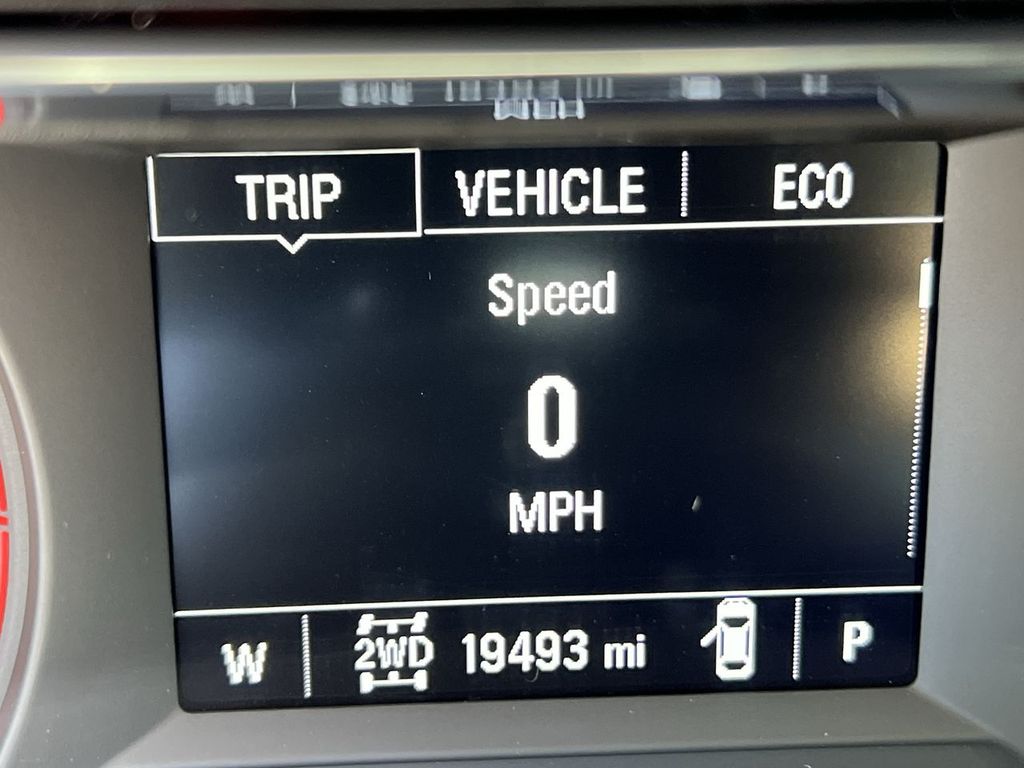 TRIP VEHICLE ECO
Speed
0
MPH
W 2WD 19493 mi P